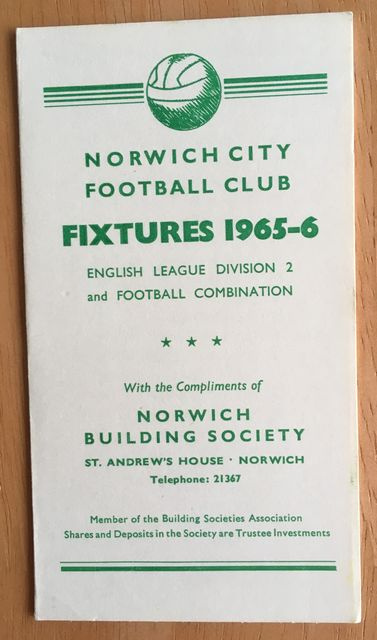 NORWICH CITY
FOOTBALL CLUB
FIXTURES 1965-6
ENGLISH LEAGUE DIVISION 2
and FOOTBALL COMBINATION
★ ★ ★
With the Compliments of
NORWICH
BUILDING SOCIETY
ST. ANDREW'S HOUSE · NORWICH
Telephone: 21367
Member of the Building Societies Association
Shares and Deposits in the Society are Trustee Investments